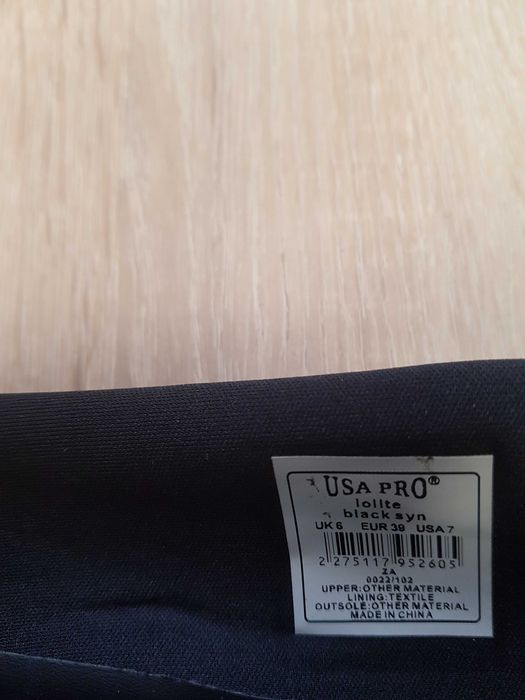 USA PRO®
Iolite
black syn
UK 6 EUR 39 USA 7
2 275117 952605
ZA
0022/102
UPPER:OTHER MATERIAL
LINING:TEXTILE
OUTSOLE:OTHER MATERIAL
MADE IN CHINA